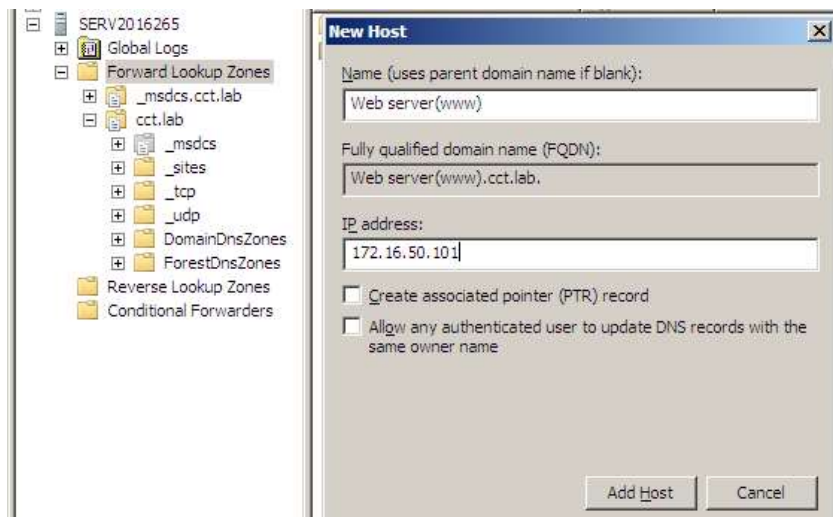 SERV2016265
Global Logs
Forward Lookup Zones
_msdcs.cct.lab
cct.lab
_msdcs
_sites
_tcp
_udp
DomainDnsZones
ForestDnsZones
Reverse Lookup Zones
Conditional Forwarders
New Host
Name (uses parent domain name if blank):
Web server(www)
Fully qualified domain name (FQDN):
Web server(www).cct.lab.
IP address:
172.16.50.101
Create associated pointer (PTR) record
Allow any authenticated user to update DNS records with the
same owner name
Add Host
Cancel